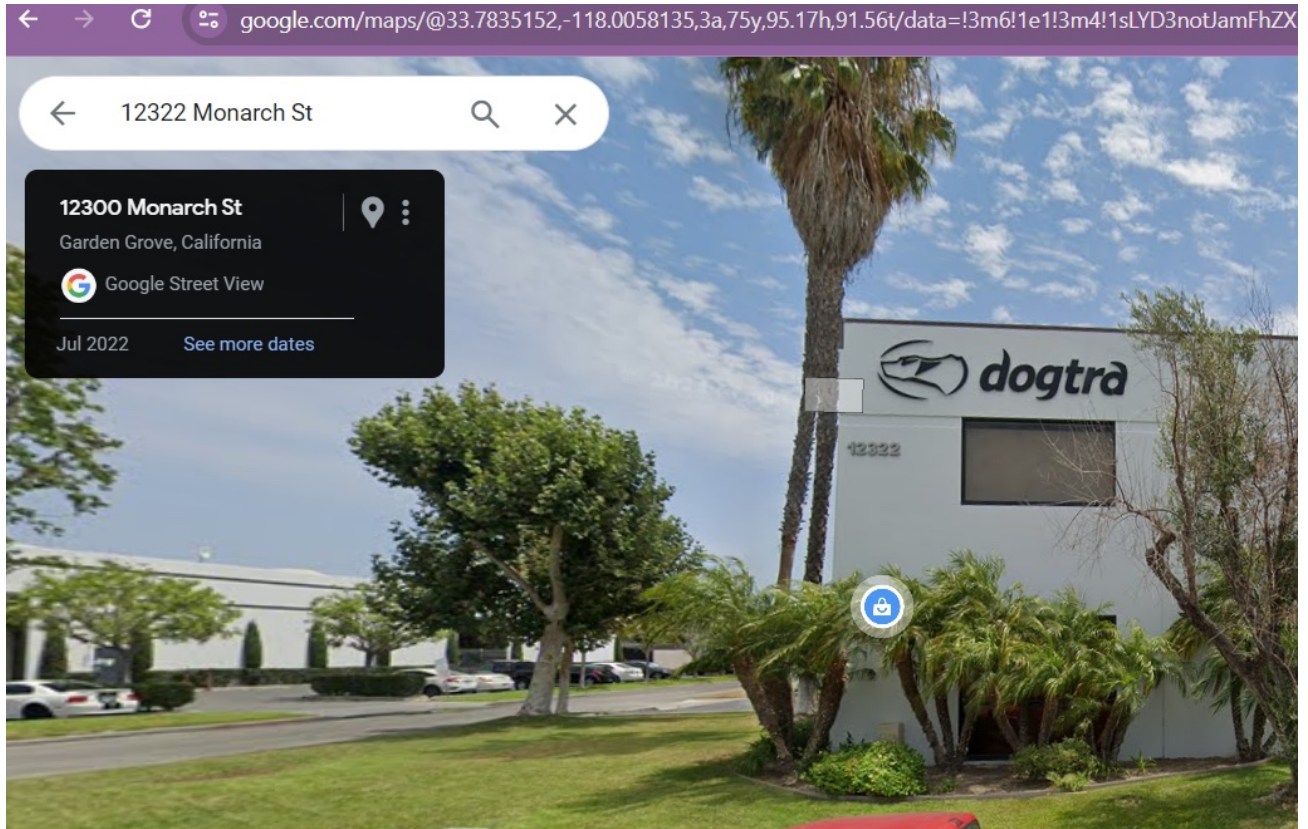 google.com/maps/@33.7835152,-118.0058135,3a,75y,95.17h,91.56t/data=!3m6!1e1!3m4!1sLYD3notJamFhZX
12322 Monarch St
12300 Monarch St
Garden Grove, California
Google Street View
Jul 2022 See more dates
dogtra
12322